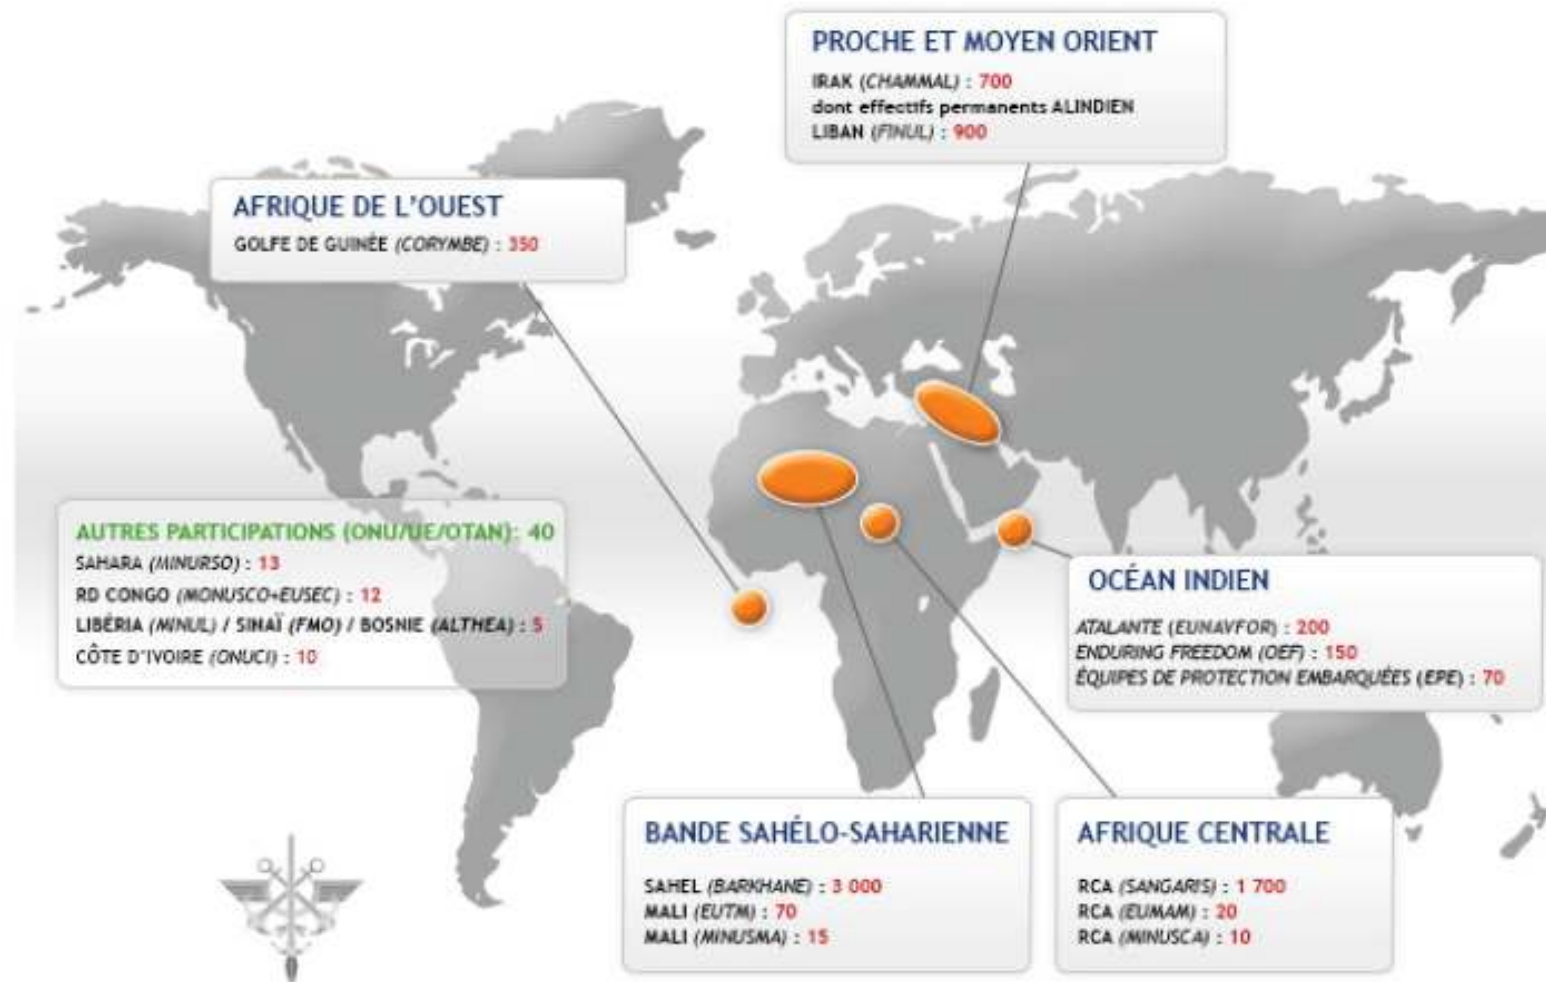 PROCHE ET MOYEN ORIENT
IRAK (CHAMMAL) : 700
dont effectifs permanents ALINDIEN
LIBAN (FINUL) : 900
AFRIQUE DE L'OUEST
GOLFE DE GUINÉE (CORYMBE) : 350
AUTRES PARTICIPATIONS (ONU/UE/OTAN): 40
SAHARA (MINURSO) : 13
RD CONGO (MONUSCO+EUSEC) : 12
LIBÉRIA (MINUL) / SINAÏ (FMO) / BOSNIE (ALTHEA) : 5
CÔTE D'IVOIRE (ONUCI) : 10
OCÉAN INDIEN
ATALANTE (EUNAVFOR) : 200
ENDURING FREEDOM (OEF) : 150
ÉQUIPES DE PROTECTION EMBARQUÉES (EPE) : 70
BANDE SAHÉLO-SAHARIENNE
SAHEL (BARKHANE) : 3 000
MALI (EUTM) : 70
MALI (MINUSMA) : 15
AFRIQUE CENTRALE
RCA (SANGARIS) : 1 700
RCA (EUMAM) : 20
RCA (MINUSCA) : 10